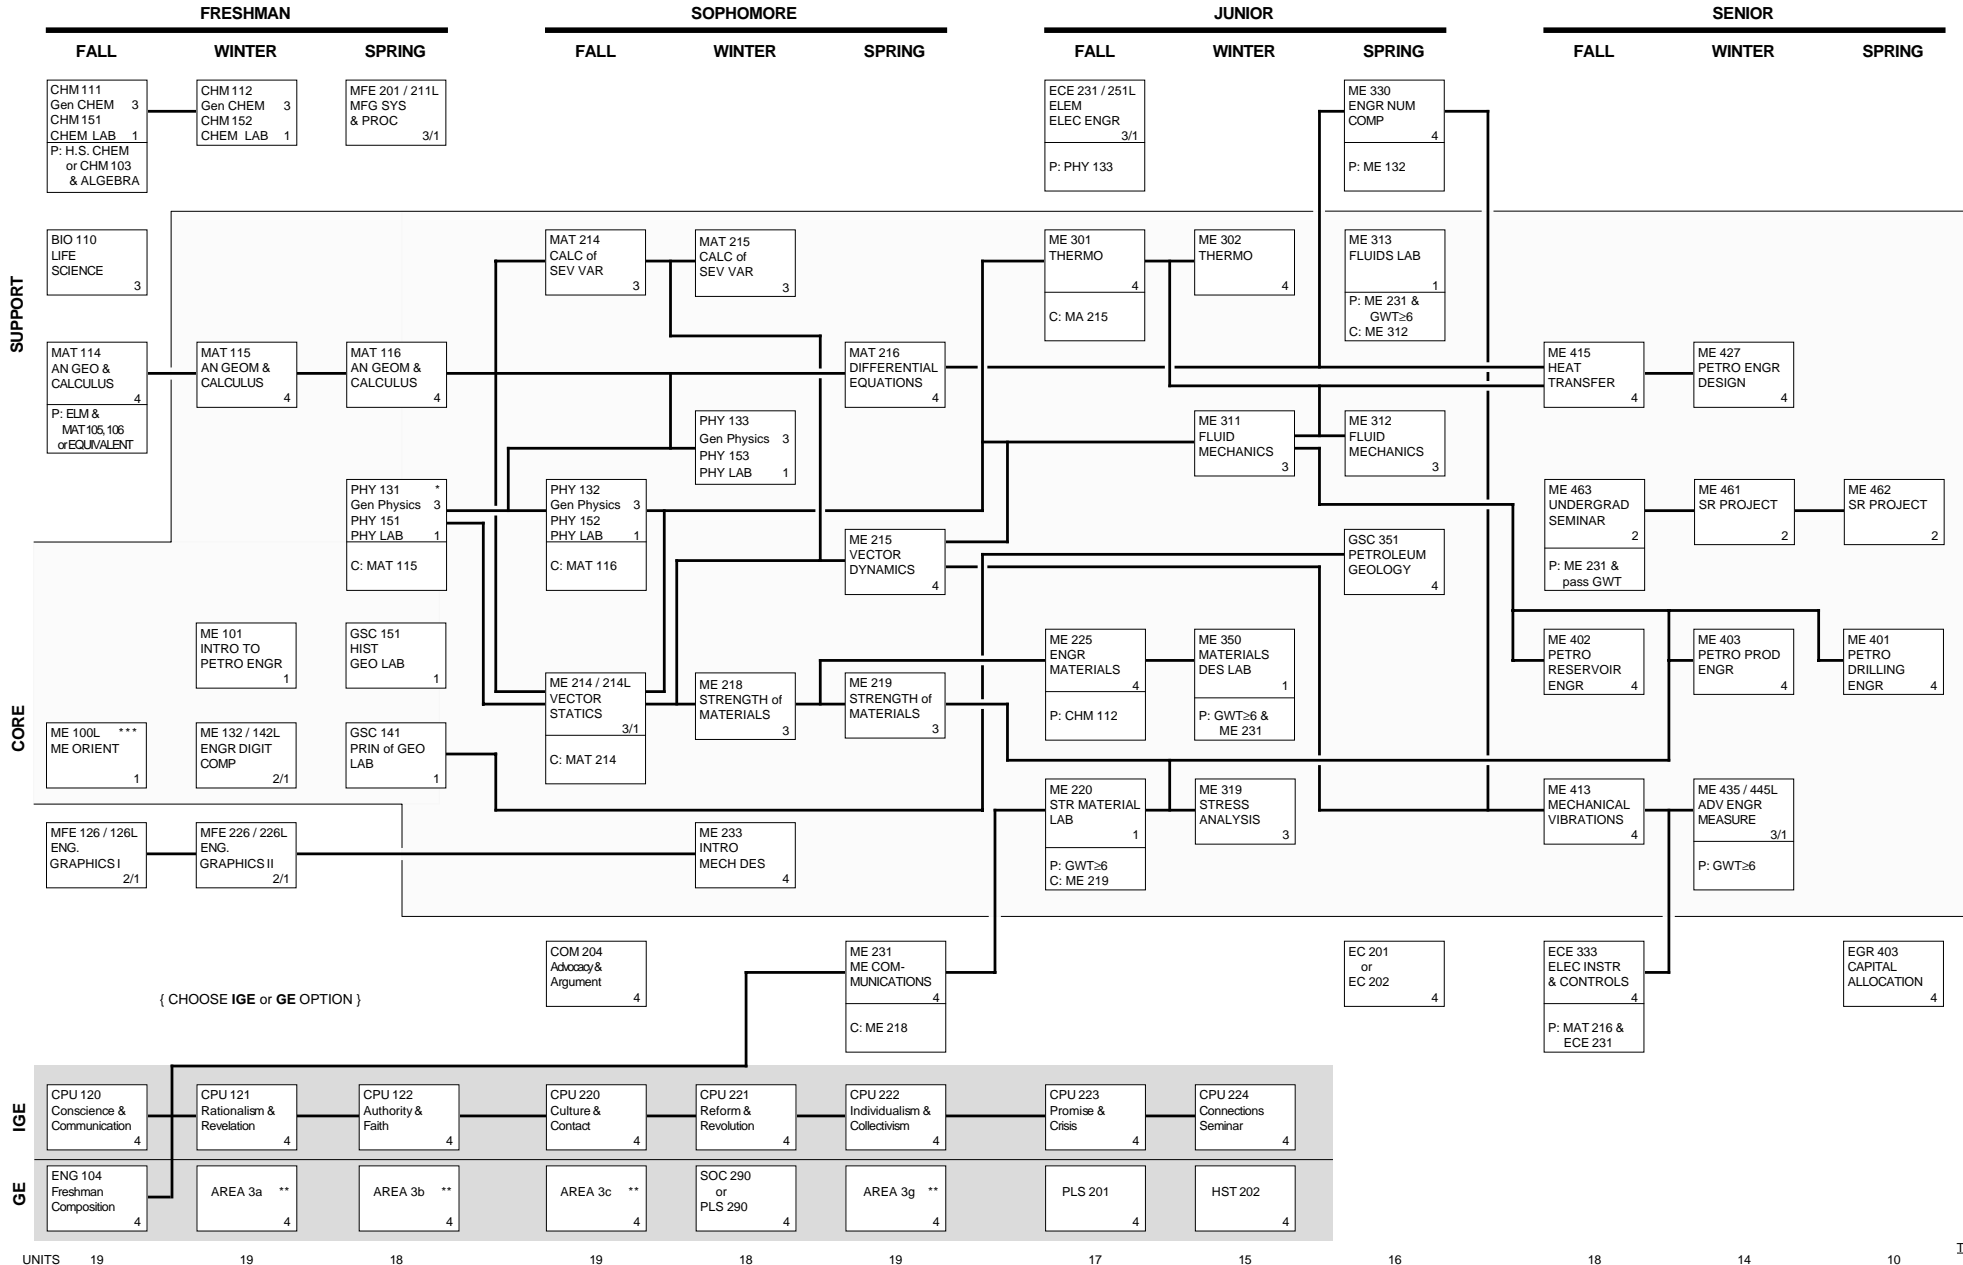 FRESHMAN SOPHOMORE JUNIOR SENIOR
FALL WINTER SPRING FALL WINTER SPRING FALL WINTER SPRING FALL WINTER SPRING
CHM 111
Gen CHEM 3
CHM 151
CHEM LAB 1
P: H.S. CHEM
or CHM 103
& ALGEBRA
CHM 112
Gen CHEM 3
CHM 152
CHEM LAB 1
MFE 201 / 211L
MFG SYS
& PROC
3/1
ECE 231 / 251L
ELEM
ELEC ENGR
3/1
P: PHY 133
ME 330
ENGR NUM
COMP
4
P: ME 132
SUPPORT
BIO 110
LIFE
SCIENCE
3
MAT 214
CALC of
SEV VAR
3
MAT 215
CALC of
SEV VAR
3
ME 301
THERMO
4
C: MA 215
ME 302
THERMO
4
ME 313
FLUIDS LAB
1
P: ME 231 &
GWT≥6
C: ME 312
MAT 114
AN GEO &
CALCULUS
4
P: ELM &
MAT 105, 106
or EQUIVALENT
MAT 115
AN GEOM &
CALCULUS
4
MAT 116
AN GEOM &
CALCULUS
4
MAT 216
DIFFERENTIAL
EQUATIONS
4
ME 415
HEAT
TRANSFER
4
ME 427
PETRO ENGR
DESIGN
4
PHY 133
Gen Physics 3
PHY 153
PHY LAB 1
ME 311
FLUID
MECHANICS
3
ME 312
FLUID
MECHANICS
3
PHY 131 *
Gen Physics 3
PHY 151
PHY LAB 1
C: MAT 115
PHY 132
Gen Physics 3
PHY 152
PHY LAB 1
C: MAT 116
ME 215
VECTOR
DYNAMICS
4
GSC 351
PETROLEUM
GEOLOGY
4
ME 463
UNDERGRAD
SEMINAR
2
P: ME 231 &
pass GWT
ME 461
SR PROJECT
2
ME 462
SR PROJECT
2
CORE
ME 101
INTRO TO
PETRO ENGR
1
GSC 151
HIST
GEO LAB
1
ME 214 / 214L
VECTOR
STATICS
3/1
C: MAT 214
ME 218
STRENGTH of
MATERIALS
3
ME 219
STRENGTH of
MATERIALS
3
ME 225
ENGR
MATERIALS
4
P: CHM 112
ME 350
MATERIALS
DES LAB
1
P: GWT≥6 &
ME 231
ME 402
PETRO
RESERVOIR
ENGR 4
ME 403
PETRO PROD
ENGR
4
ME 401
PETRO
DRILLING
ENGR 4
ME 100L ***
ME ORIENT
1
ME 132 / 142L
ENGR DIGIT
COMP
2/1
GSC 141
PRIN of GEO
LAB
1
ME 220
STR MATERIAL
LAB
1
P: GWT≥6
C: ME 219
ME 319
STRESS
ANALYSIS
3
ME 413
MECHANICAL
VIBRATIONS
4
ME 435 / 445L
ADV ENGR
MEASURE
3/1
P: GWT≥6
MFE 126 / 126L
ENG.
GRAPHICS I
2/1
MFE 226 / 226L
ENG.
GRAPHICS II
2/1
ME 233
INTRO
MECH DES
4
{ CHOOSE IGE or GE OPTION }
COM 204
Advocacy &
Argument
4
ME 231
ME COM-
MUNICATIONS
4
C: ME 218
EC 201
or
EC 202
4
ECE 333
ELEC INSTR
& CONTROLS
4
P: MAT 216 &
ECE 231
EGR 403
CAPITAL
ALLOCATION
4
IGE
CPU 120
Conscience &
Communication
4
CPU 121
Rationalism &
Revelation
4
CPU 122
Authority &
Faith
4
CPU 220
Culture &
Contact
4
CPU 221
Reform &
Revolution
4
CPU 222
Individualism &
Collectivism
4
CPU 223
Promise &
Crisis
4
CPU 224
Connections
Seminar
4
GE
ENG 104
Freshman
Composition
4
AREA 3a **
4
AREA 3b **
4
AREA 3c **
4
SOC 290
or
PLS 290
4
AREA 3g **
4
PLS 201
4
HST 202
4
UNITS 19 19 18 19 18 19 17 15 16 18 14 10